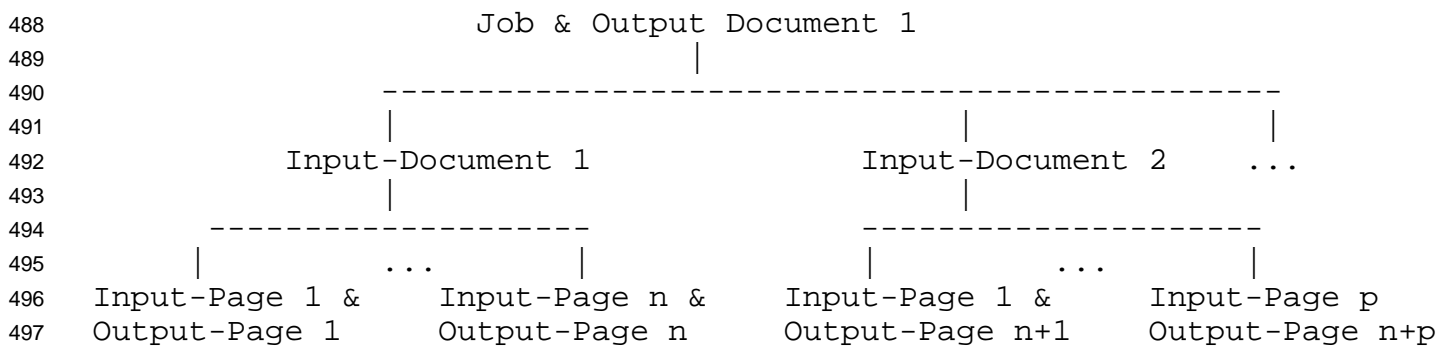 488 Job & Output Document 1
489 |
490 -----------------------------------------------
491 | | |
492 Input-Document 1 Input-Document 2 ...
493 | |
494 -------------------- ---------------------
495 | ... | | ... |
496 Input-Page 1 & Input-Page n & Input-Page 1 & Input-Page p
497 Output-Page 1 Output-Page n Output-Page n+1 Output-Page n+p